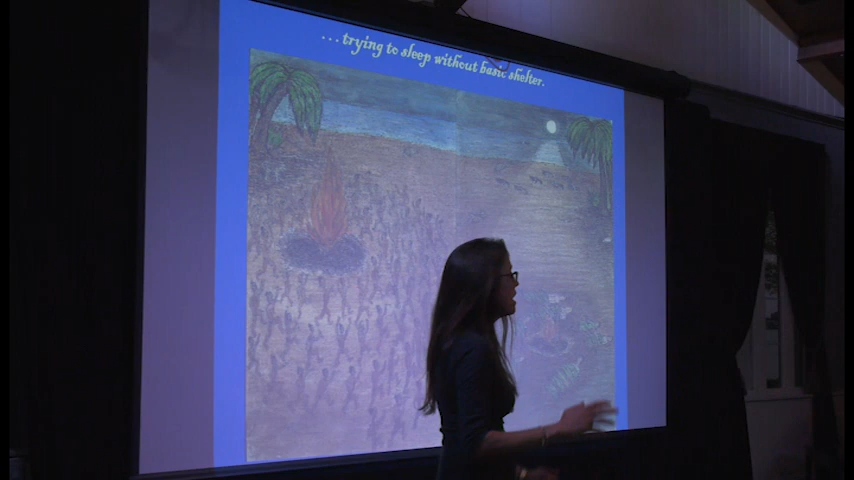 ...trying to sleep without basic shelter.